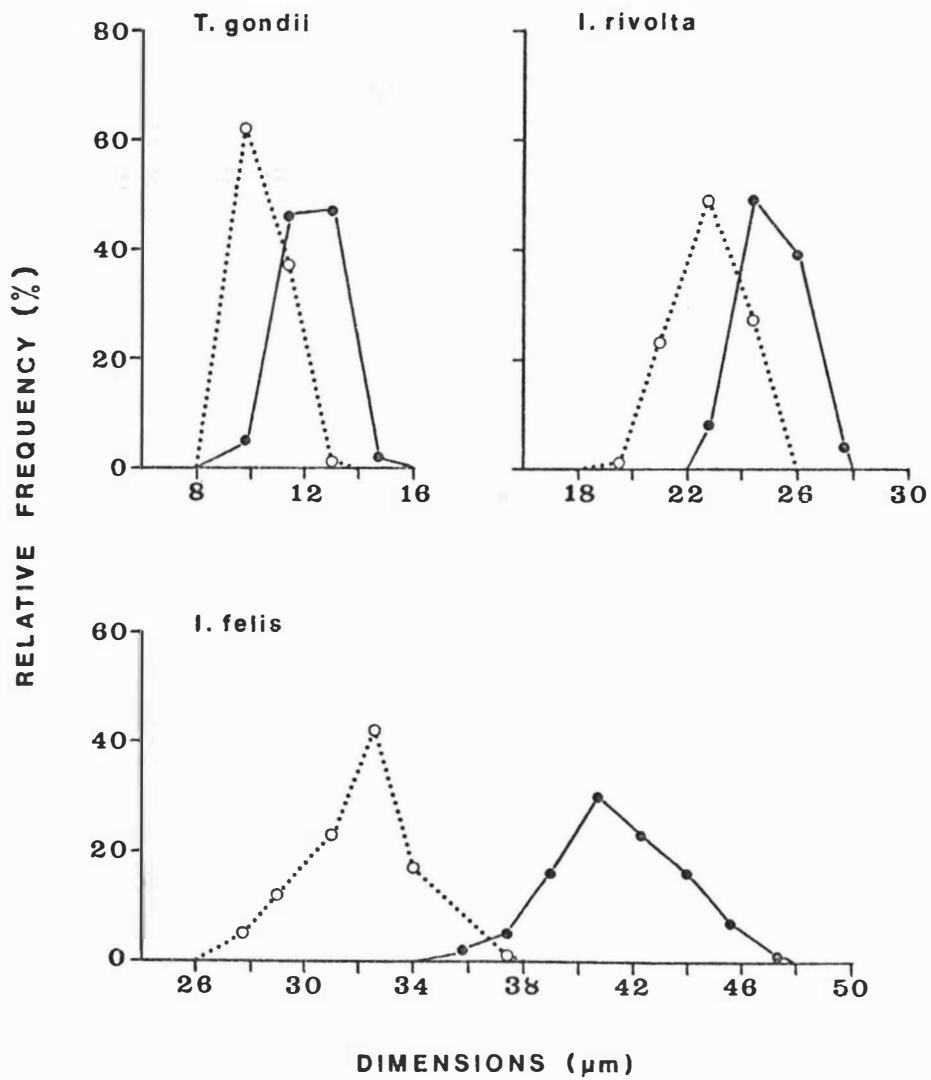 T. gondii
I. rivolta
80
60
40
20
0
8 12 16
18 22 26 30
RELATIVE FREQUENCY (%)
I. felis
60
40
20
0
26 30 34 38 42 46 50
DIMENSIONS (μm)